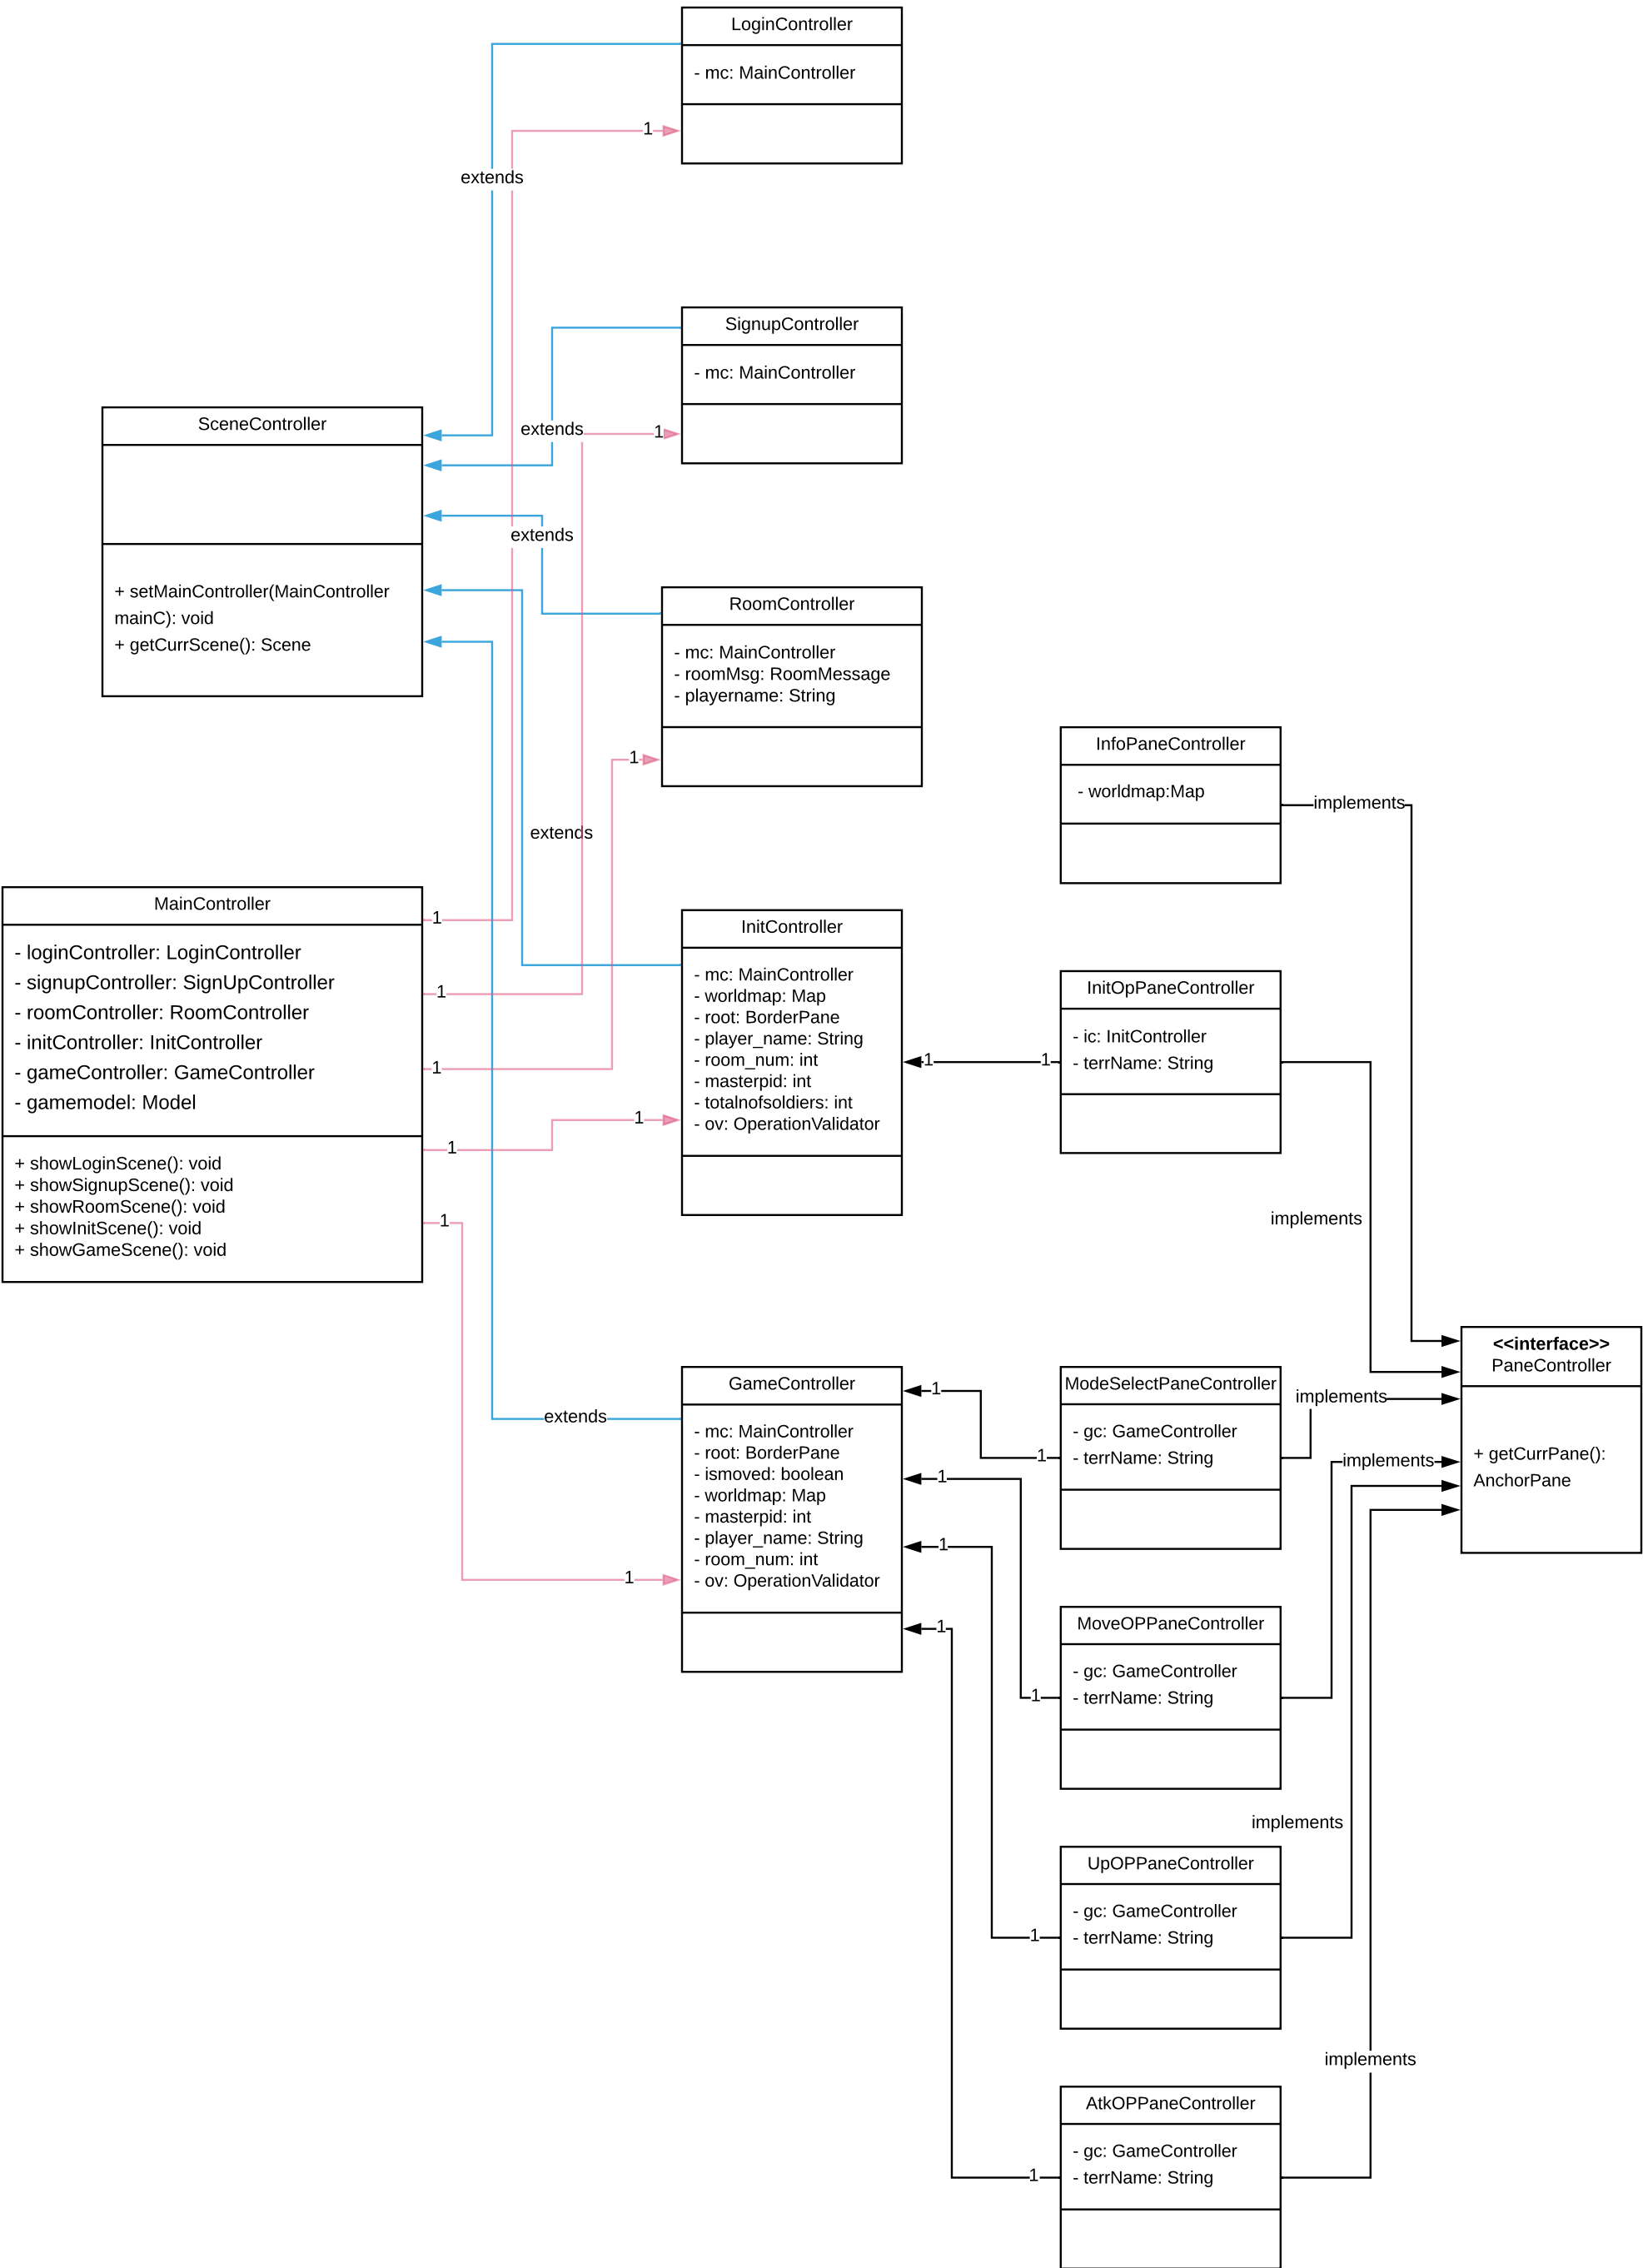 LoginController
- mc: MainController
1
extends
SignupController
- mc: MainController
extends
1
SceneController
+ setMainController(MainController
mainC): void
+ getCurrScene(): Scene
extends
RoomController
- mc: MainController
- roomMsg: RoomMessage
- playername: String
1
extends
InfoPaneController
- worldmap:Map
implements
MainController
- loginController: LoginController
- signupController: SignUpController
- roomController: RoomController
- initController: InitController
- gameController: GameController
- gamemodel: Model
+ showLoginScene(): void
+ showSignupScene(): void
+ showRoomScene(): void
+ showInitScene(): void
+ showGameScene(): void
1
1
1
1
1
InitController
- mc: MainController
- worldmap: Map
- root: BorderPane
- player_name: String
- room_num: int
- masterpid: int
- totalnofsoldiers: int
- ov: OperationValidator
1
1
1
InitOpPaneController
- ic: InitController
- terrName: String
implements
<<interface>>
PaneController
+ getCurrPane():
AnchorPane
extends
GameController
- mc: MainController
- root: BorderPane
- ismoved: boolean
- worldmap: Map
- masterpid: int
- player_name: String
- room_num: int
- ov: OperationValidator
1
1
1
1
1
ModeSelectPaneController
- gc: GameController
- terrName: String
1
implements
implements
MoveOPPaneController
- gc: GameController
- terrName: String
1
implements
UpOPPaneController
- gc: GameController
- terrName: String
1
implements
AtkOPPaneController
- gc: GameController
- terrName: String
1